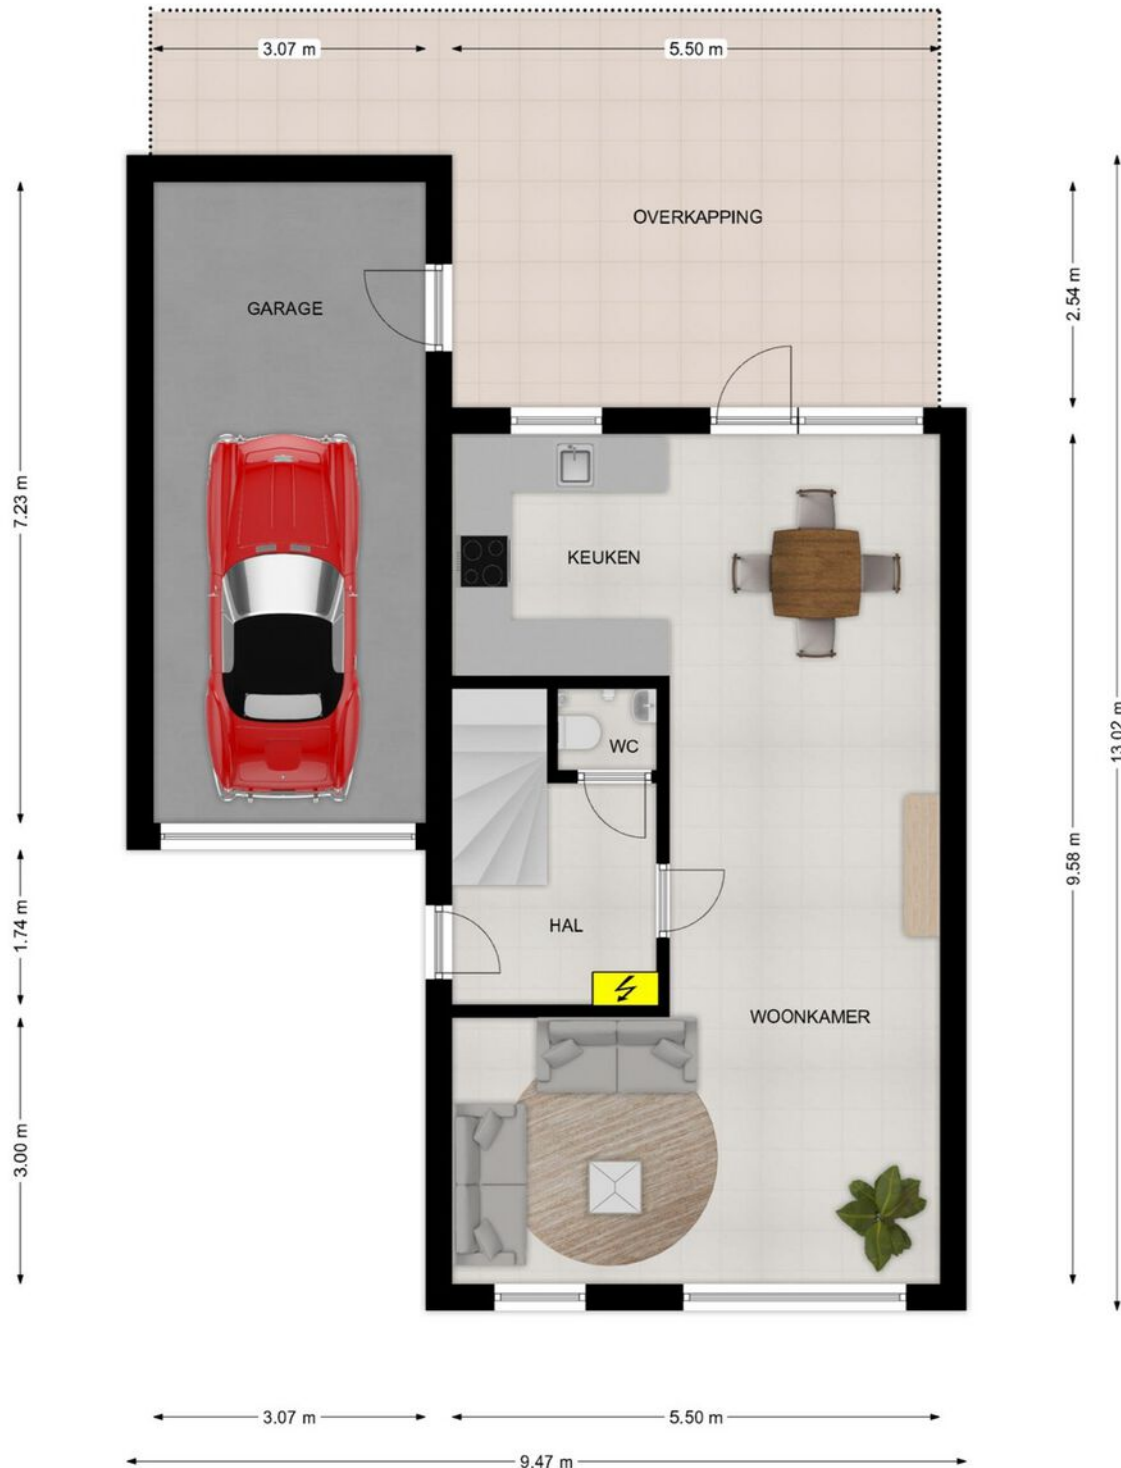 3.07 m
5.50 m
OVERKAPPING
2.54 m
GARAGE
7.23 m
KEUKEN
WC
13.02 m
9.58 m
1.74 m
HAL
WOONKAMER
3.00 m
3.07 m
5.50 m
9.47 m